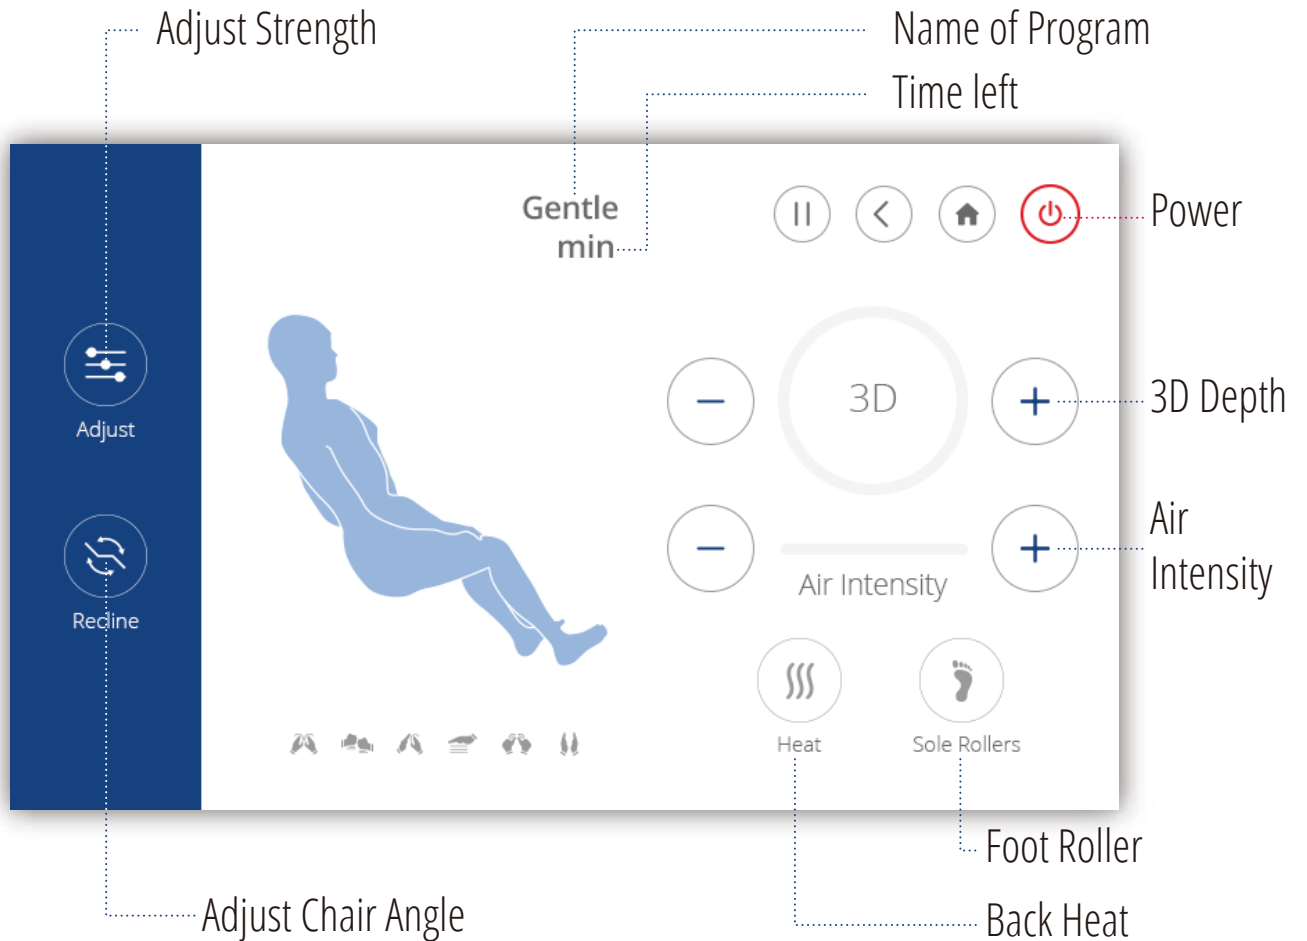 Adjust Strength
Name of Program
Time left
Gentle
min
Power
3D
3D Depth
Adjust
Air
Intensity
Air Intensity
Recline
Heat
Sole Rollers
Foot Roller
Adjust Chair Angle
Back Heat